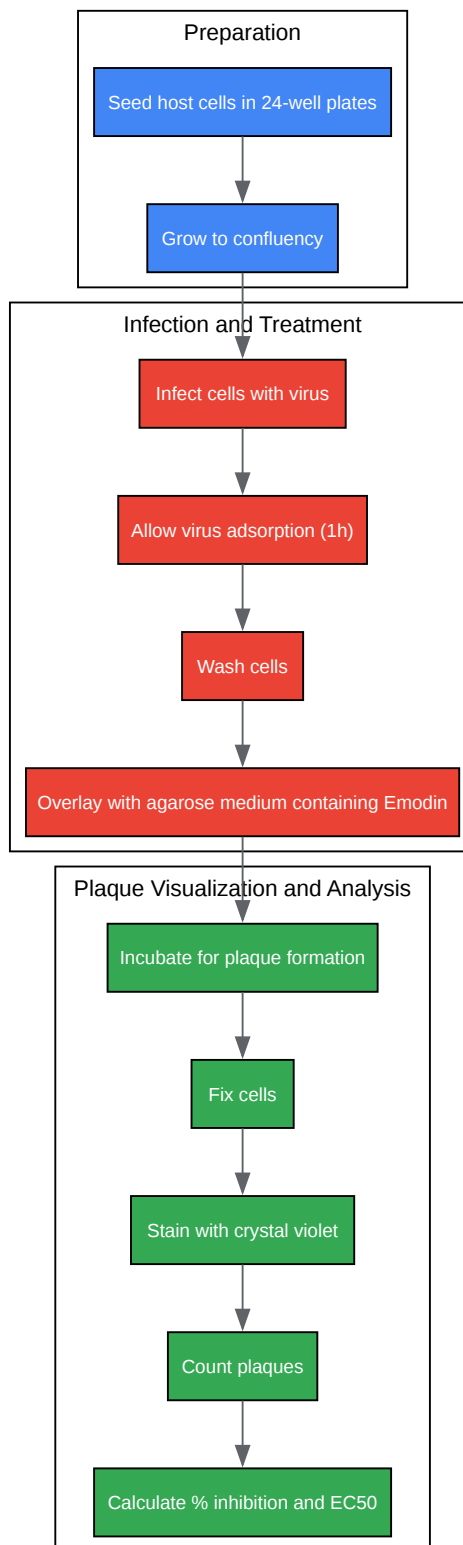 Preparation
Seed host cells in 24-well plates
Grow to confluency
Infection and Treatment
Infect cells with virus
Allow virus adsorption (1h)
Wash cells
Overlay with agarose medium containing Emodin
Plaque Visualization and Analysis
Incubate for plaque formation
Fix cells
Stain with crystal violet
Count plaques
Calculate % inhibition and EC50